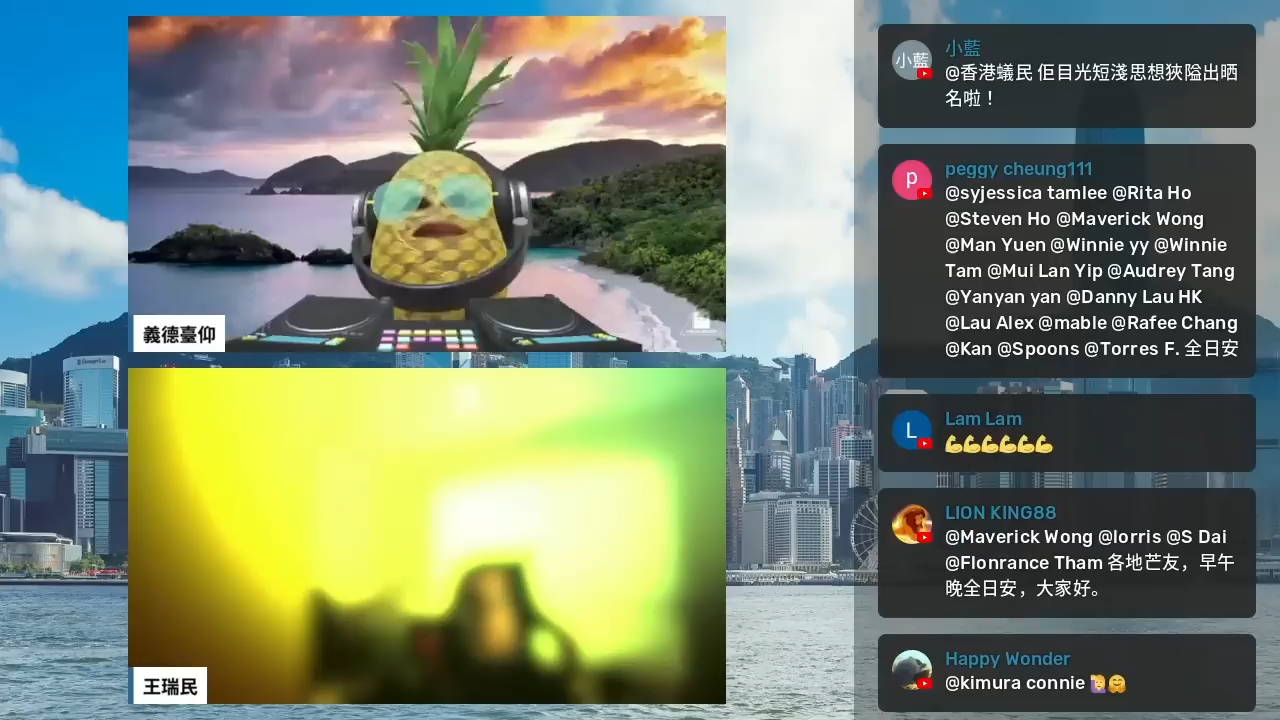 義德臺仰
王瑞民
小藍
小藍
@香港蟻民 佢目光短淺思想狹隘出晒
名啦！
p
peggy cheung111
@syjessica tamlee @Rita Ho
@Steven Ho @Maverick Wong
@Man Yuen @Winnie yy @Winnie
Tam @Mui Lan Yip @Audrey Tang
@Yanyan yan @Danny Lau HK
@Lau Alex @mable @Rafee Chang
@Kan @Spoons @Torres F. 全日安
L
Lam Lam
💪💪💪💪💪💪
LION KING88
@Maverick Wong @lorris @S Dai
@Flonrance Tham 各地芒友，早午
晚全日安，大家好。
Happy Wonder
@kimura connie 🙋🤗